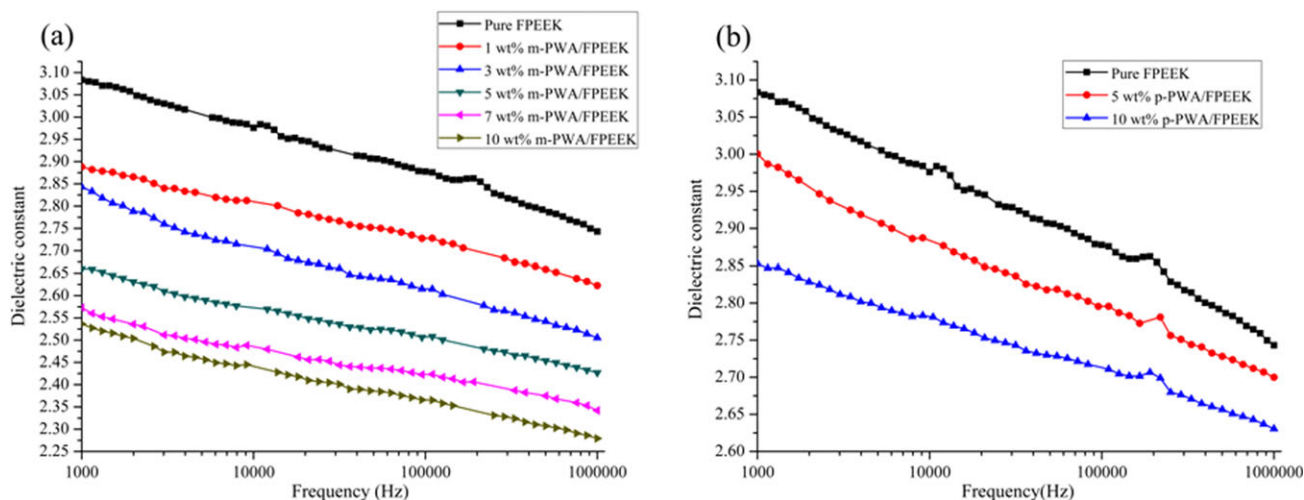 (a)
Pure FPEEK
1 wt% m-PWA/FPEEK
3 wt% m-PWA/FPEEK
5 wt% m-PWA/FPEEK
7 wt% m-PWA/FPEEK
10 wt% m-PWA/FPEEK
Dielectric constant
3.10
3.05
3.00
2.95
2.90
2.85
2.80
2.75
2.70
2.65
2.60
2.55
2.50
2.45
2.40
2.35
2.30
2.25
1000
10000
100000
1000000
Frequency (Hz)
(b)
Pure FPEEK
5 wt% p-PWA/FPEEK
10 wt% p-PWA/FPEEK
Dielectric constant
3.10
3.05
3.00
2.95
2.90
2.85
2.80
2.75
2.70
2.65
2.60
1000
10000
100000
1000000
Frequency(Hz)